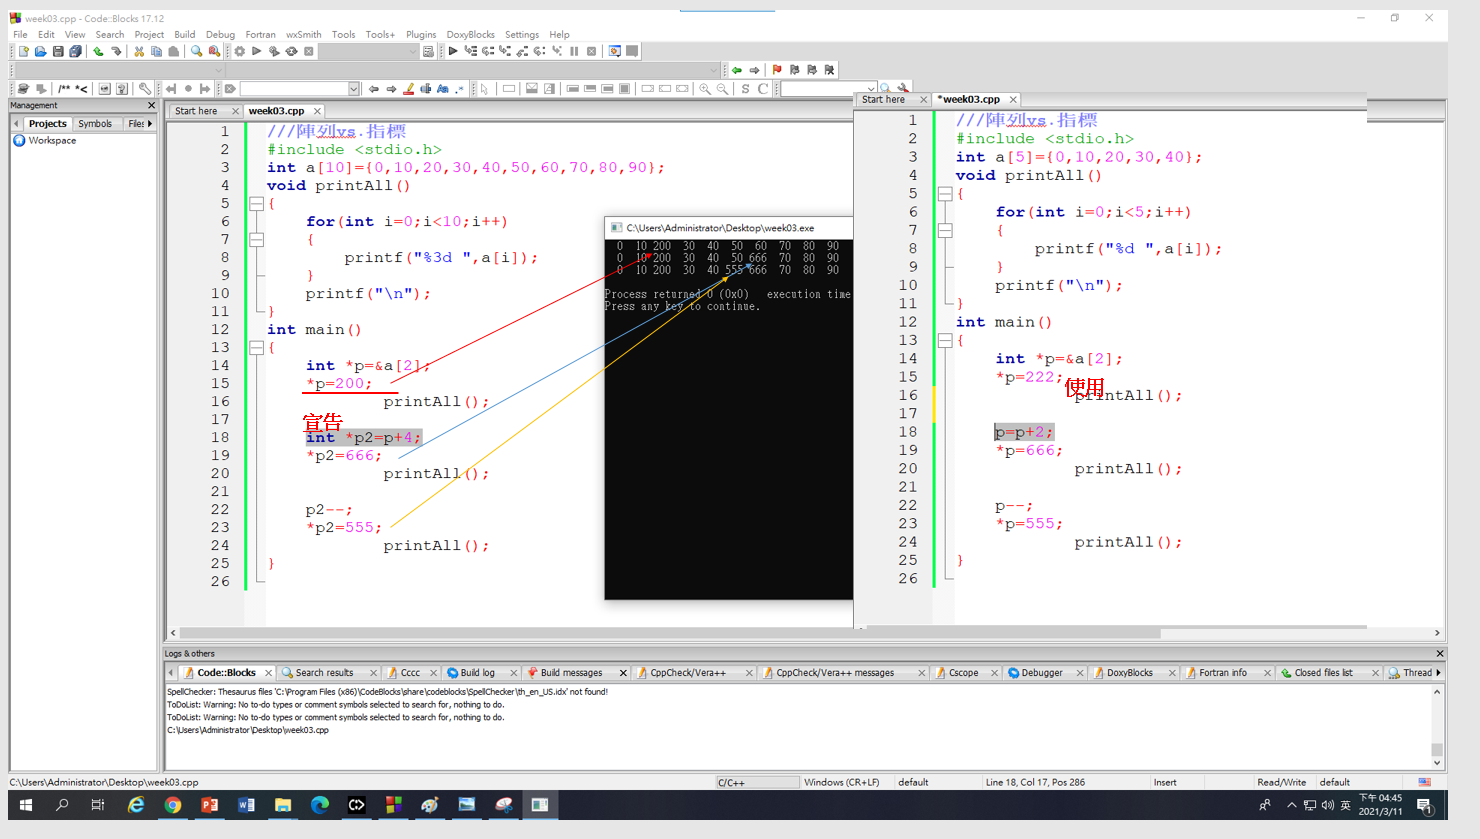 week03.cpp - Code::Blocks 17.12
File Edit View Search Project Build Debug Fortran wxSmith Tools Tools+ Plugins DoxyBlocks Settings Help
Management
Projects Symbols Files
Workspace
Start here
week03.cpp
1 ///陣列vs.指標
2 #include <stdio.h>
3 int a[10]={0,10,20,30,40,50,60,70,80,90};
4 void printAll()
5 {
6 for(int i=0;i<10;i++)
7 {
8 printf("%3d ",a[i]);
9 }
10 printf("\n");
11 }
12 int main()
13 {
14 int *p=&a[2];
15 *p=200;
16 printAll();
17
宣告
18 int *p2=p+4;
19 *p2=666;
20 printAll();
21
22 p2--;
23 *p2=555;
24 printAll();
25 }
26
C:\Users\Administrator\Desktop\week03.exe
0 10 200 30 40 50 60 70 80 90
0 10 200 30 40 50 666 70 80 90
0 10 200 30 40 555 666 70 80 90
Process returned 0 (0x0) execution time
Press any key to continue.
Start here
*week03.cpp
1 ///陣列vs.指標
2 #include <stdio.h>
3 int a[5]={0,10,20,30,40};
4 void printAll()
5 {
6 for(int i=0;i<5;i++)
7 {
8 printf("%d ",a[i]);
9 }
10 printf("\n");
11 }
12 int main()
13 {
14 int *p=&a[2];
15 *p=222;
使用
16 printAll();
17
18 p=p+2;
19 *p=666;
20 printAll();
21
22 p--;
23 *p=555;
24 printAll();
25 }
26
Logs & others
Code::Blocks Search results Cccc Build log Build messages CppCheck/Vera++ CppCheck/Vera++ messages Cscope Debugger DoxyBlocks Fortran info Closed files list Thread
SpellChecker: Thesaurus files 'C:\Program Files (x86)\CodeBlocks\share\codeblocks\SpellChecker\th_en_US.idx' not found!
ToDoList: Warning: No to-do types or comment symbols selected to search for, nothing to do.
ToDoList: Warning: No to-do types or comment symbols selected to search for, nothing to do.
C:\Users\Administrator\Desktop\week03.cpp
C:\Users\Administrator\Desktop\week03.cpp C/C++ Windows (CR+LF) default Line 18, Col 17, Pos 286 Insert Read/Write default
英
下午 04:45
2021/3/11
1